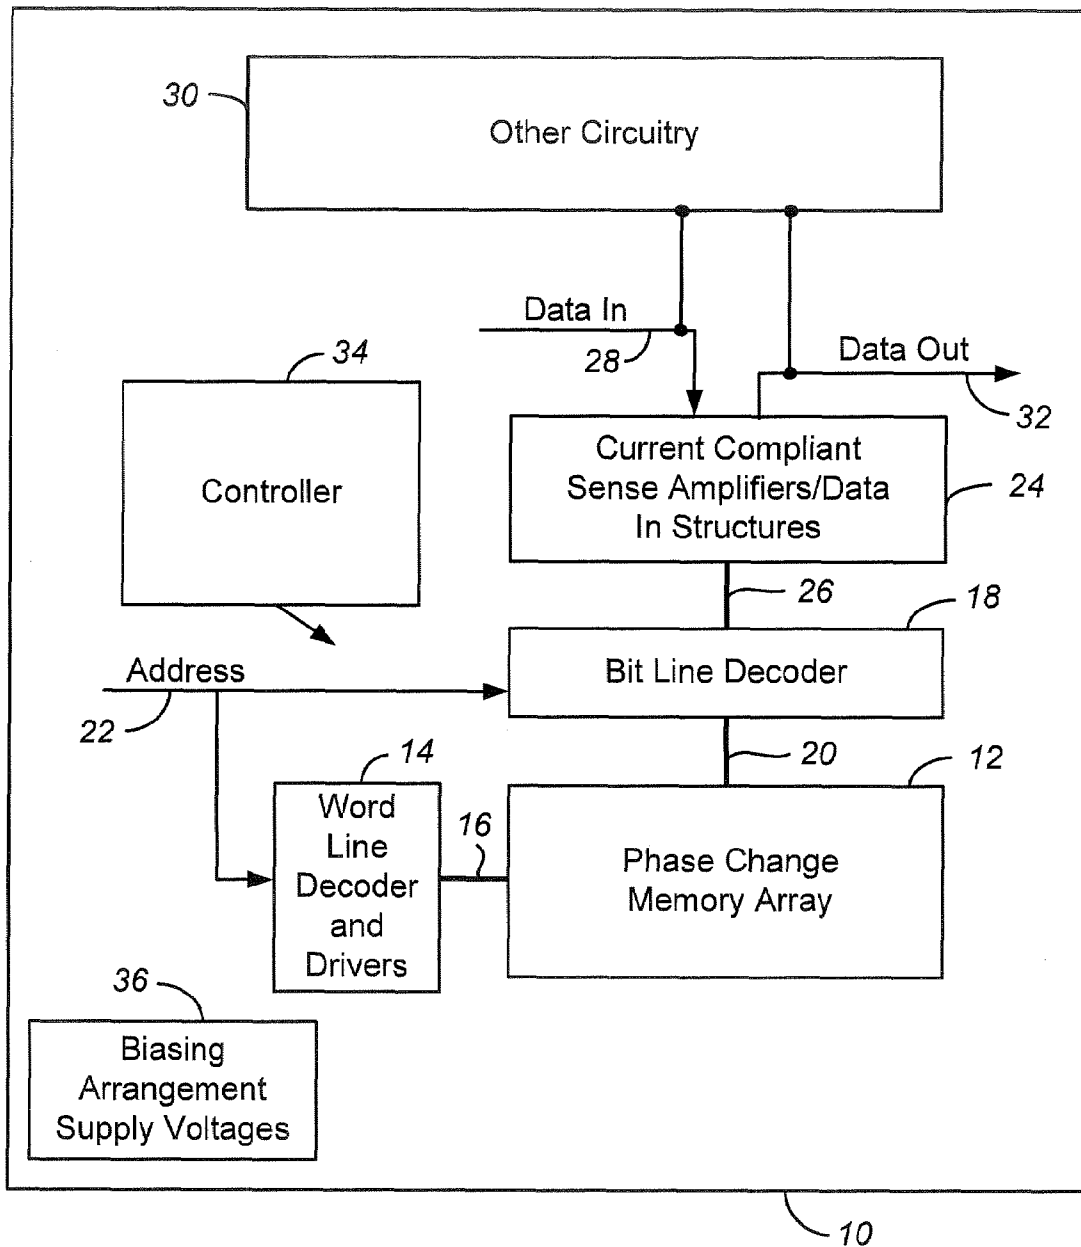 30
Other Circuitry
Data In
28
Data Out
32
34
Controller
Current Compliant
Sense Amplifiers/Data
In Structures
24
26
18
Bit Line Decoder
Address
22
20
14
12
Word
Line
Decoder
and
Drivers
16
Phase Change
Memory Array
36
Biasing
Arrangement
Supply Voltages
10